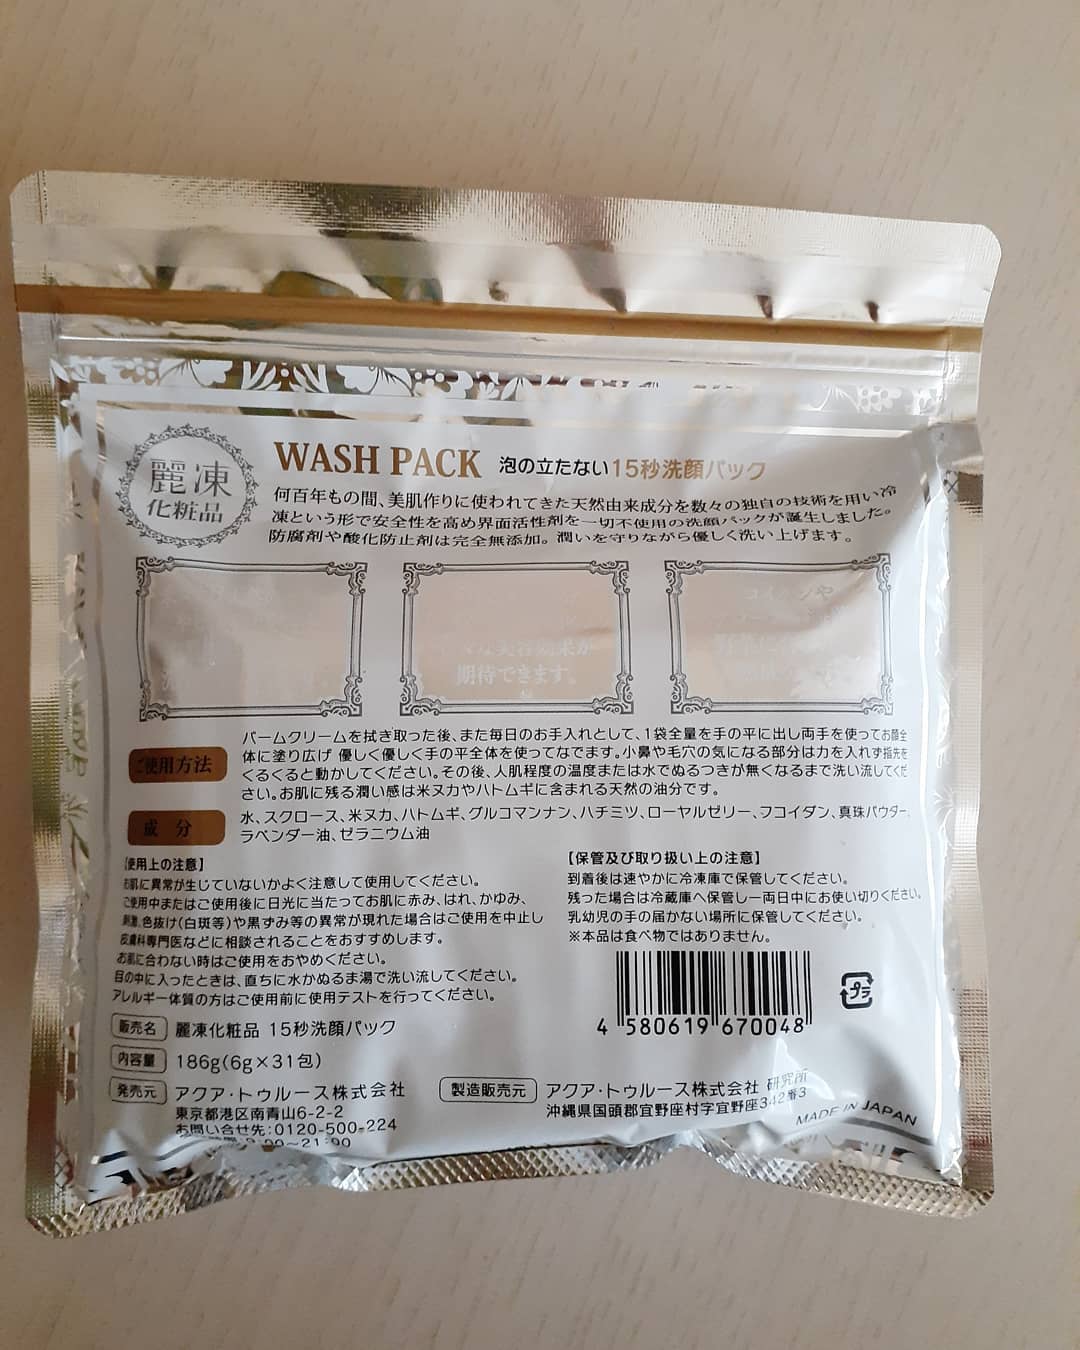 麗凍
化粧品
WASH PACK 泡の立たない15秒洗顔パック
何百年もの間、美肌作りに使われてきた天然由来成分を数々の独自の技術を用い冷
凍という形で安全性を高め界面活性剤を一切不使用の洗顔パックが誕生しました。
防腐剤や酸化防止剤は完全無添加。潤いを守りながら優しく洗い上げます。
な美容効果が
期待できます。
や
ご使用方法
バームクリームを拭き取った後、また毎日のお手入れとして、1袋全量を手の平に出し両手を使ってお顔全
体に塗り広げ 優しく優しく手の平全体を使ってなでます。小鼻や毛穴の気になる部分は力を入れず指先を
くるくると動かしてください。その後、人肌程度の温度または水でぬるつきが無くなるまで洗い流してくだ
さい。お肌に残る潤い感は米ヌカやハトムギに含まれる天然の油分です。
成 分
水、スクロース、米ヌカ、ハトムギ、グルコマンナン、ハチミツ、ローヤルゼリー、フコイダン、真珠パウダー、
ラベンダー油、ゼラニウム油
【使用上の注意】
お肌に異常が生じていないかよく注意して使用してください。
ご使用中またはご使用後に日光に当たってお肌に赤み、はれ、かゆみ、
刺激、色抜け(白斑等)や黒ずみ等の異常が現れた場合はご使用を中止し
皮膚科専門医などに相談されることをおすすめします。
お肌に合わない時はご使用をおやめください。
目の中に入ったときは、直ちに水かぬるま湯で洗い流してください。
アレルギー体質の方はご使用前に使用テストを行ってください。
【保管及び取り扱い上の注意】
到着後は速やかに冷凍庫で保管してください。
残った場合は冷蔵庫へ保管し一両日中にお使い切りください。
乳幼児の手の届かない場所に保管してください。
※本品は食べ物ではありません。
4 580619 670048
プラ
販売名 麗凍化粧品 15秒洗顔パック
内容量 186g(6g×31包)
発売元 アクア・トゥルース株式会社
東京都港区南青山6-2-2
お問い合せ先:0120-500-224
9:00〜21:00
製造販売元 アクア・トゥルース株式会社 研究所
沖縄県国頭郡宜野座村字宜野座342番3
MADE IN JAPAN